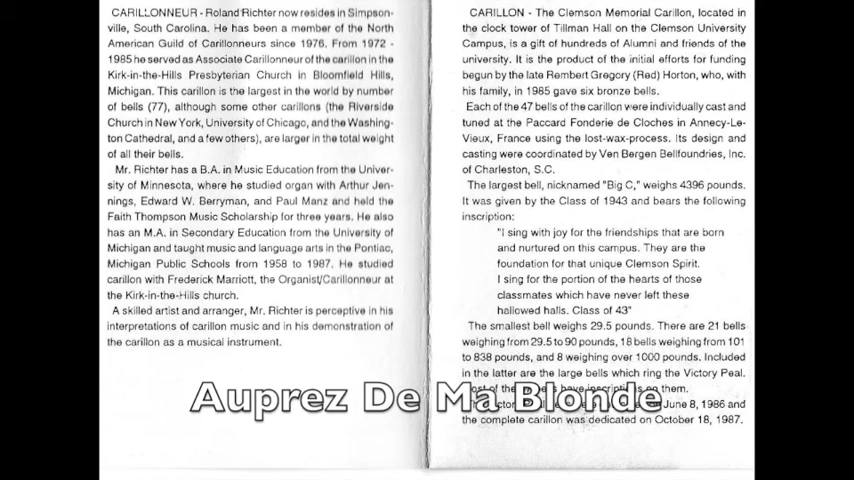 CARILLONNEUR - Roland Richter now resides in Simpson-
ville, South Carolina. He has been a member of the North
American Guild of Carillonneurs since 1976. From 1972 -
1985 he served as Associate Carillonneur of the carillon in the
Kirk-in-the-Hills Presbyterian Church in Bloomfield Hills,
Michigan. This carillon is the largest in the world by number
of bells (77), although some other carillons (the Riverside
Church in New York, University of Chicago, and the Washing-
ton Cathedral, and a few others), are larger in the total weight
of all their bells.
Mr. Richter has a B.A. in Music Education from the Univer-
sity of Minnesota, where he studied organ with Arthur Jen-
nings, Edward W. Berryman, and Paul Manz and held the
Faith Thompson Music Scholarship for three years. He also
has an M.A. in Secondary Education from the University of
Michigan and taught music and language arts in the Pontiac,
Michigan Public Schools from 1958 to 1987. He studied
carillon with Frederick Marriott, the Organist/Carillonneur at
the Kirk-in-the-Hills church.
A skilled artist and arranger, Mr. Richter is perceptive in his
interpretations of carillon music and in his demonstration of
the carillon as a musical instrument.
CARILLON - The Clemson Memorial Carillon, located in
the clock tower of Tillman Hall on the Clemson University
Campus, is a gift of hundreds of Alumni and friends of the
university. It is the product of the initial efforts for funding
begun by the late Rembert Gregory (Red) Horton, who, with
his family, in 1985 gave six bronze bells.
Each of the 47 bells of the carillon were individually cast and
tuned at the Paccard Fonderie de Cloches in Annecy-Le-
Vieux, France using the lost-wax-process. Its design and
casting were coordinated by Ven Bergen Bellfoundries, Inc.
of Charleston, S.C.
The largest bell, nicknamed "Big C," weighs 4396 pounds.
It was given by the Class of 1943 and bears the following
inscription:
"I sing with joy for the friendships that are born
and nurtured on this campus. They are the
foundation for that unique Clemson Spirit.
I sing for the portion of the hearts of those
classmates which have never left these
hallowed halls. Class of 43"
The smallest bell weighs 29.5 pounds. There are 21 bells
weighing from 29.5 to 90 pounds, 18 bells weighing from 101
to 838 pounds, and 8 weighing over 1000 pounds. Included
in the latter are the large bells which ring the Victory Peal.
of the have on them.
on June 8, 1986 and
the complete carillon was dedicated on October 18, 1987.
Auprez De Ma Blonde